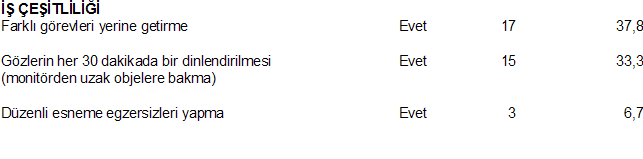 İŞ ÇEŞİTLİLİĞİ
Farklı görevleri yerine getirme Evet 17 37,8
Gözlerin her 30 dakikada bir dinlendirilmesi Evet 15 33,3
(monitörden uzak objelere bakma)
Düzenli esneme egzersizleri yapma Evet 3 6,7